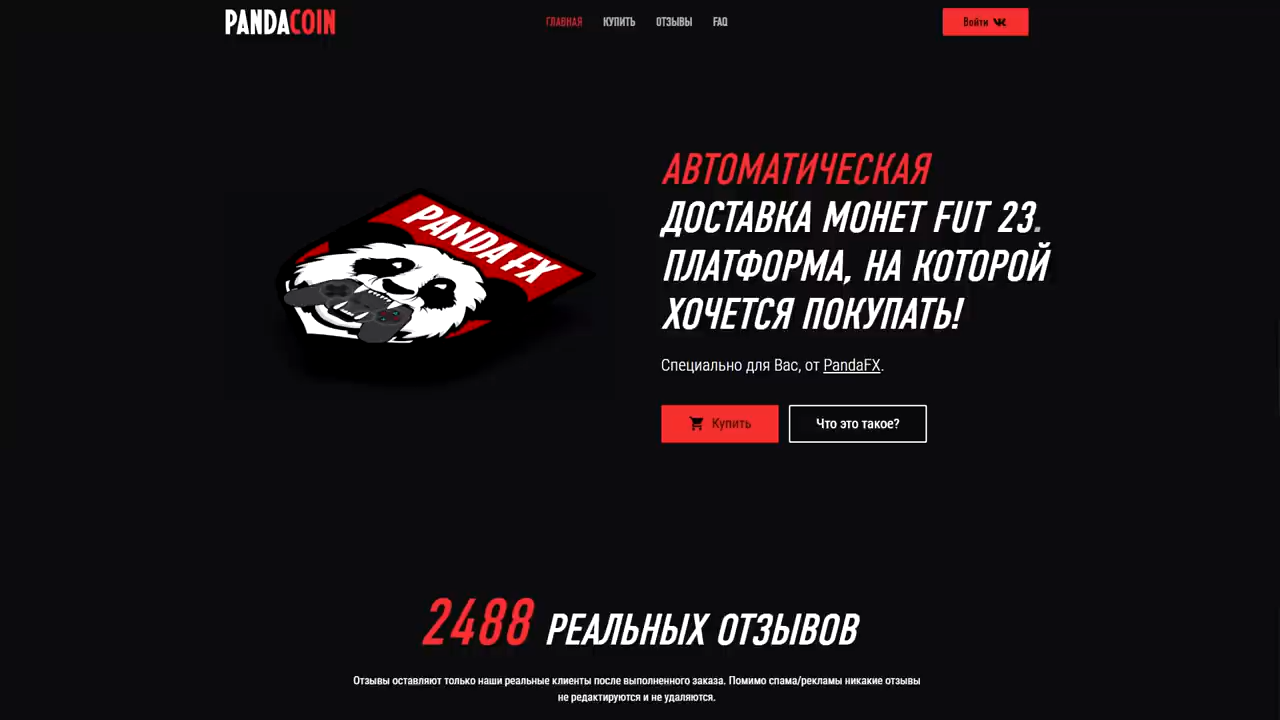 PANDACOIN
ГЛАВНАЯ КУПИТЬ ОТЗЫВЫ FAQ
Войти
PANDA FX
АВТОМАТИЧЕСКАЯ
ДОСТАВКА МОНЕТ FUT 23.
ПЛАТФОРМА, НА КОТОРОЙ
ХОЧЕТСЯ ПОКУПАТЬ!
Специально для Вас, от PandaFX.
Купить
Что это такое?
2488 РЕАЛЬНЫХ ОТЗЫВОВ
Отзывы оставляют только наши реальные клиенты после выполненного заказа. Помимо спама/рекламы никакие отзывы
не редактируются и не удаляются.